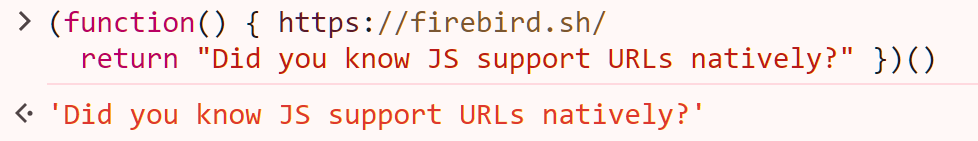 (function() { https://firebird.sh/
return "Did you know JS support URLs natively?" })()
'Did you know JS support URLs natively?'